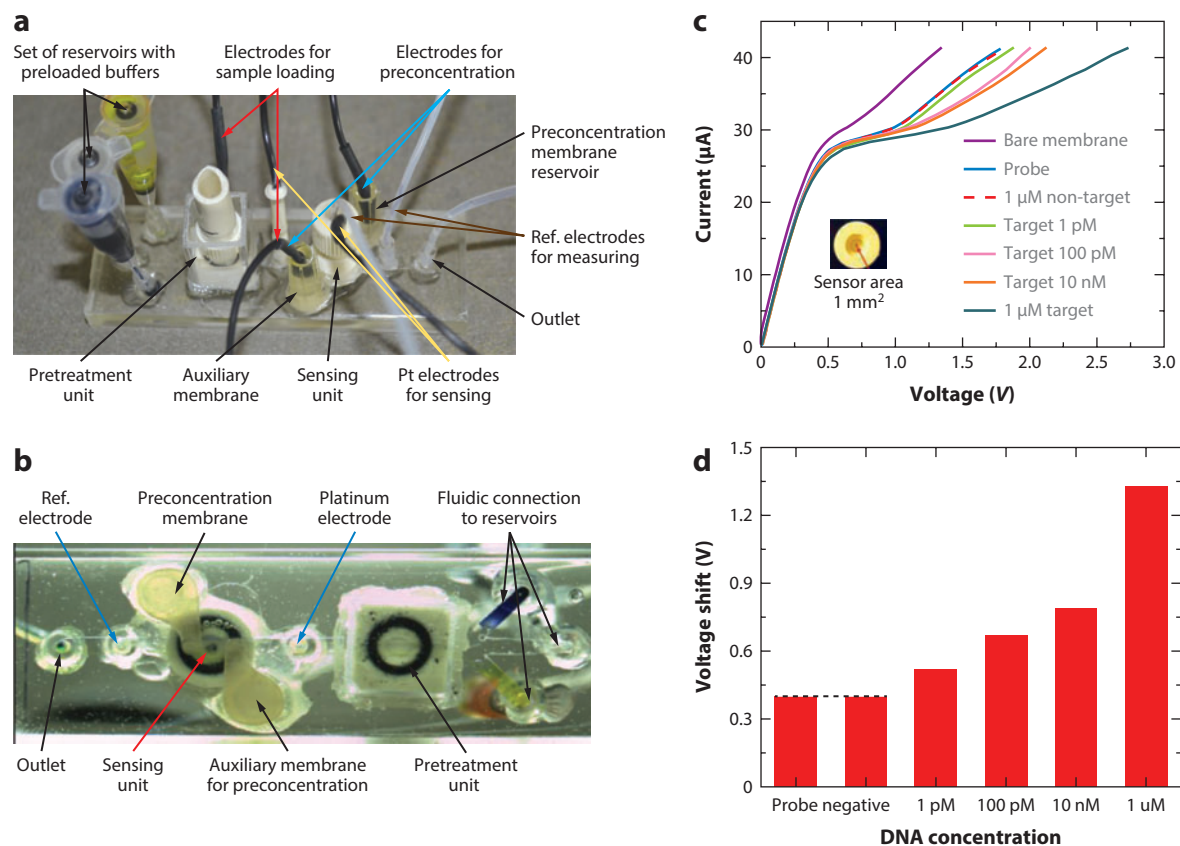 a
Set of reservoirs with
preloaded buffers
Electrodes for
sample loading
Electrodes for
preconcentration
Preconcentration
membrane
reservoir
Ref. electrodes
for measuring
Outlet
Pretreatment
unit
Auxiliary
membrane
Sensing
unit
Pt electrodes
for sensing
b
Ref.
electrode
Preconcentration
membrane
Platinum
electrode
Fluidic connection
to reservoirs
Outlet
Sensing
unit
Auxiliary membrane
for preconcentration
Pretreatment
unit
c
Current (µA)
40
30
20
10
0
Bare membrane
Probe
1 µM non-target
Target 1 pM
Target 100 pM
Target 10 nM
1 µM target
Sensor area
1 mm²
0
0.5
1.0
1.5
2.0
2.5
3.0
Voltage (V)
d
Voltage shift (V)
1.5
1.2
0.9
0.6
0.3
0
Probe negative
1 pM
100 pM
10 nM
1 uM
DNA concentration